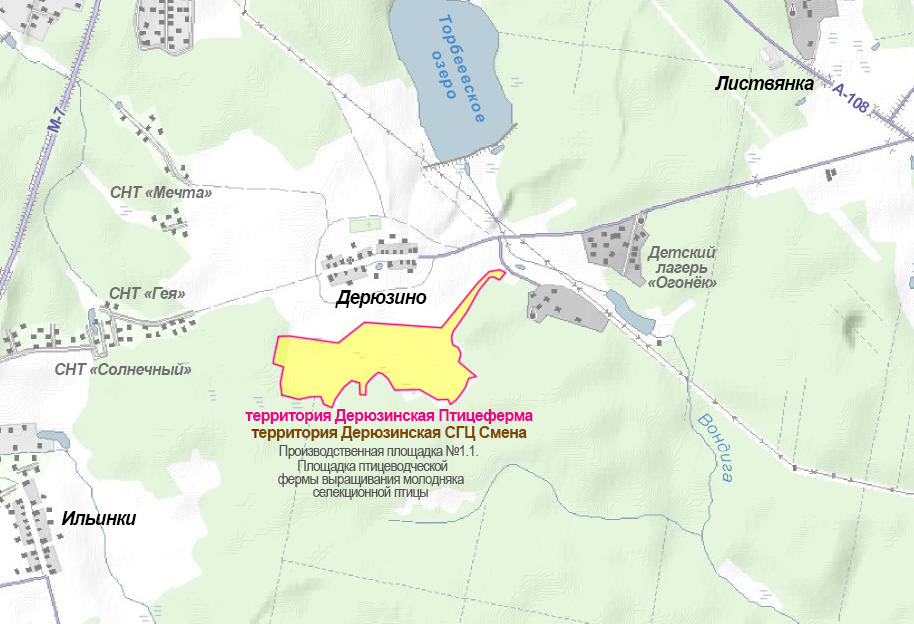 Торбеевское
озеро
Листвянка
А-108
М-7
СНТ «Мечта»
Детский
лагерь
«Огонёк»
СНТ «Гея»
Дерюзино
СНТ «Солнечный»
территория Дерюзинская Птицеферма
территория Дерюзинская СГЦ Смена
Производственная площадка №1.1.
Площадка птицеводческой
фермы выращивания молодняка
селекционной птицы
Вондига
Ильинки